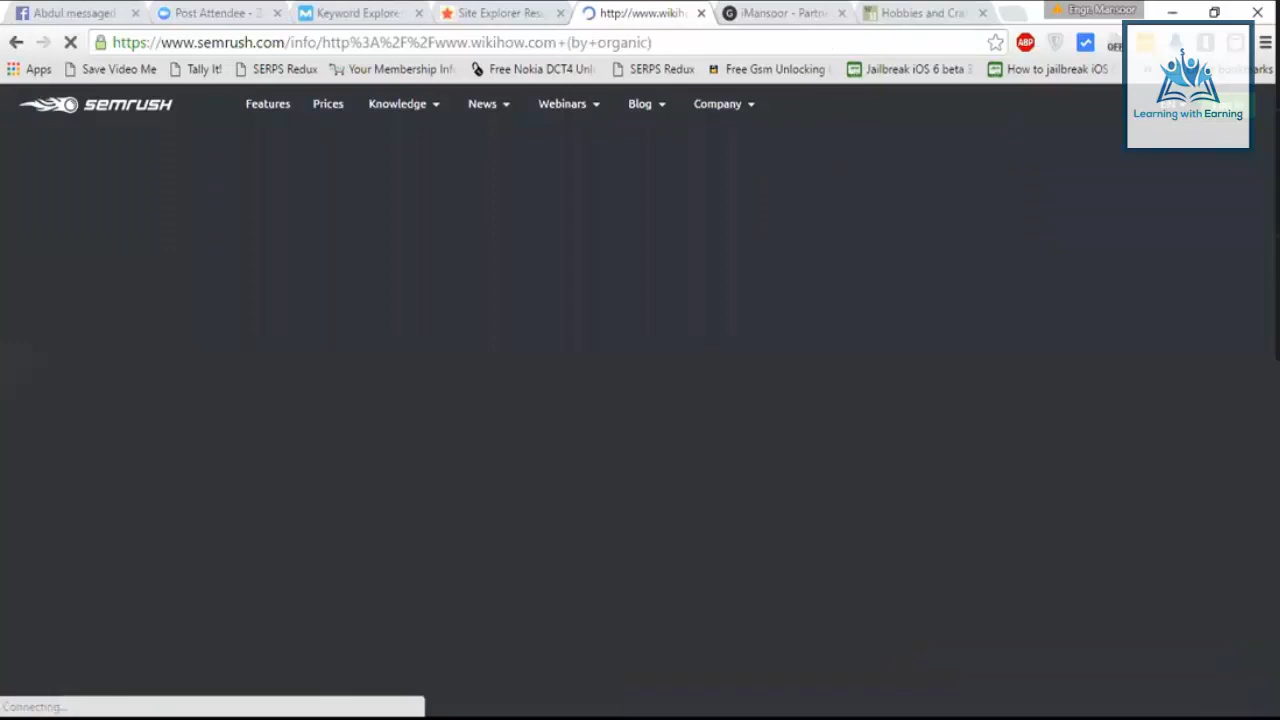 Abdul messaged
Post Attendee - Z
Keyword Explore
Site Explorer Res
http://www.wikih
iMansoor - Partn
Hobbies and Cra
Engr. Mansoor
https://www.semrush.com/info/http%3A%2F%2Fwww.wikihow.com+(by+organic)
ABP
OFF
Apps
Save Video Me
Tally It!
SERPS Redux
Your Membership Inf
Free Nokia DCT4 Unl
SERPS Redux
Free Gsm Unlocking
Jailbreak iOS 6 beta 3
How to jailbreak iOS
bookmarks
SEMRUSH
Features
Prices
Knowledge
News
Webinars
Blog
Company
Learning with Earning
Connecting...